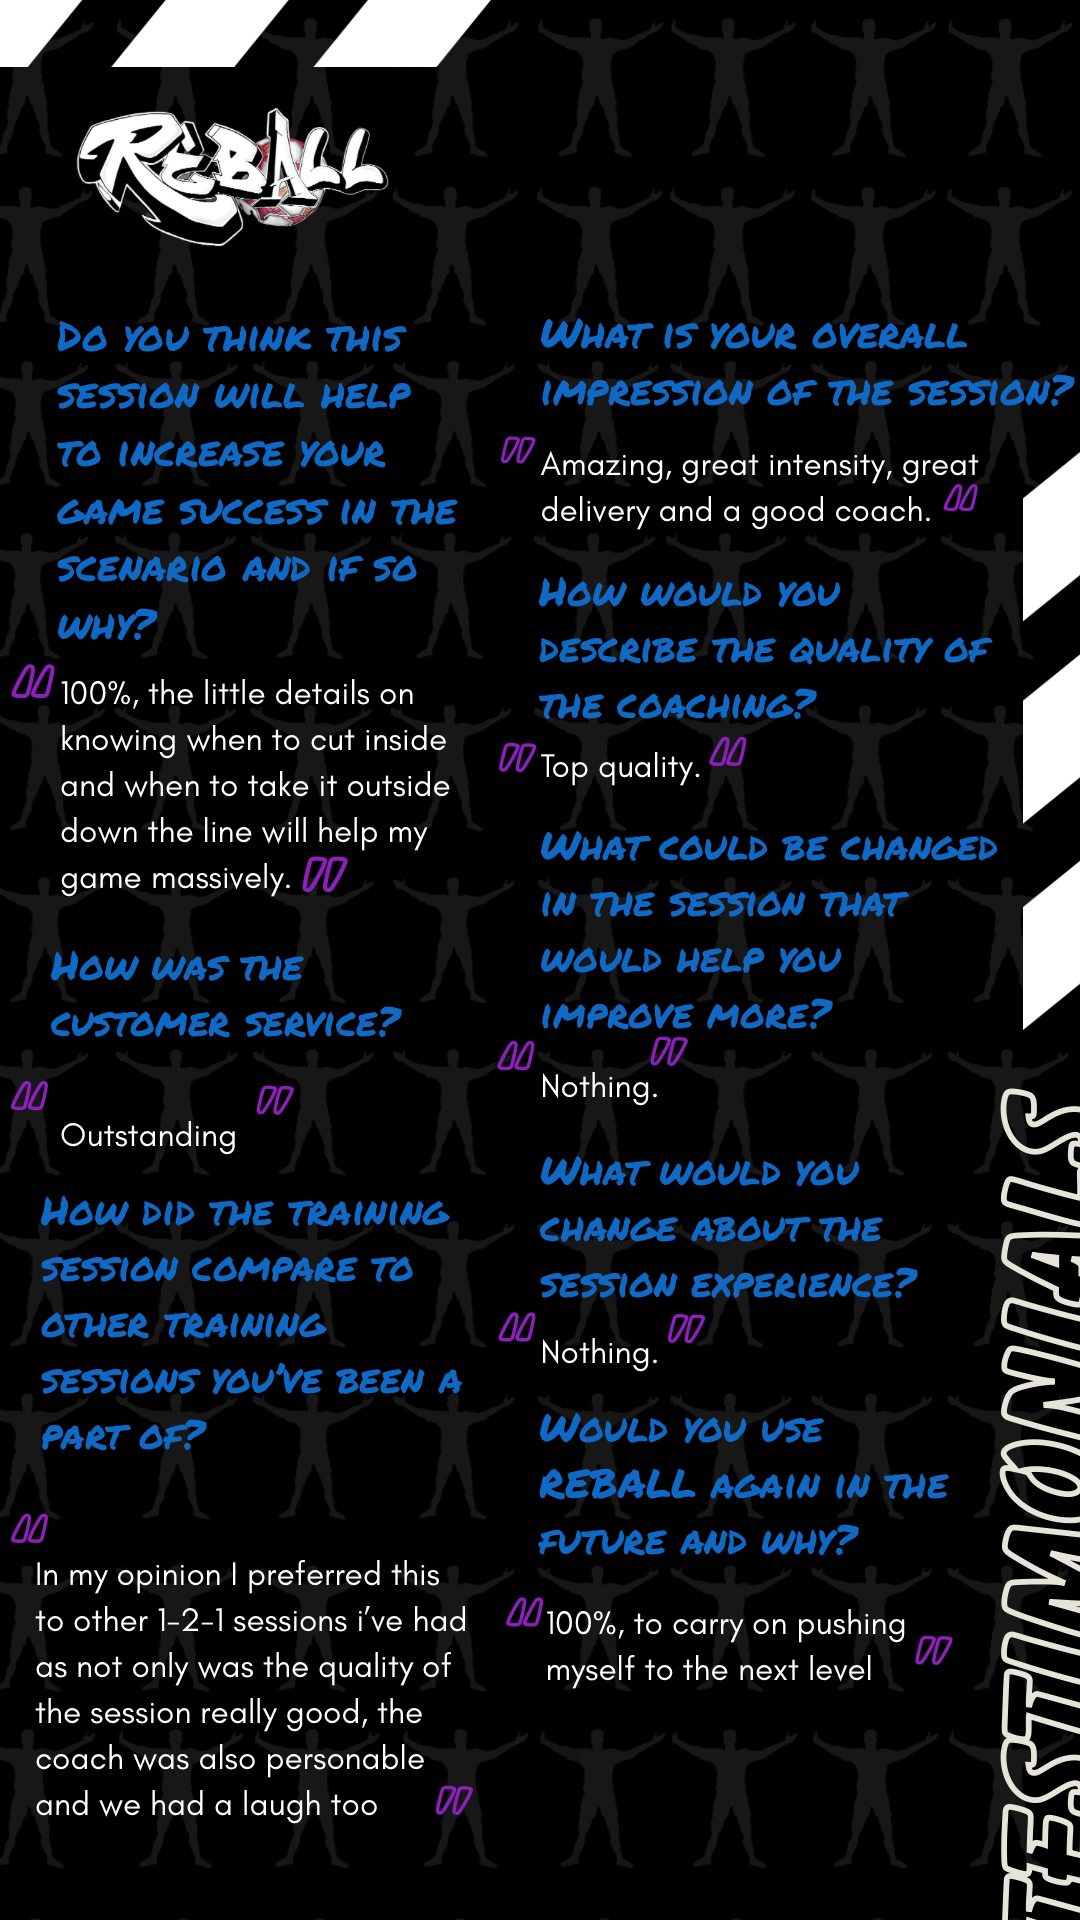 REBALL
DO YOU THINK THIS
SESSION WILL HELP
TO INCREASE YOUR
GAME SUCCESS IN THE
SCENARIO AND IF SO
WHY?
"100%, the little details on
knowing when to cut inside
and when to take it outside
down the line will help my
game massively."
HOW WAS THE
CUSTOMER SERVICE?
"Outstanding"
HOW DID THE TRAINING
SESSION COMPARE TO
OTHER TRAINING
SESSIONS YOU'VE BEEN A
PART OF?
"In my opinion I preferred this
to other 1-2-1 sessions i've had
as not only was the quality of
the session really good, the
coach was also personable
and we had a laugh too"
WHAT IS YOUR OVERALL
IMPRESSION OF THE SESSION?
"Amazing, great intensity, great
delivery and a good coach."
HOW WOULD YOU
DESCRIBE THE QUALITY OF
THE COACHING?
"Top quality."
WHAT COULD BE CHANGED
IN THE SESSION THAT
WOULD HELP YOU
IMPROVE MORE?
"Nothing."
WHAT WOULD YOU
CHANGE ABOUT THE
SESSION EXPERIENCE?
"Nothing."
WOULD YOU USE
REBALL AGAIN IN THE
FUTURE AND WHY?
"100%, to carry on pushing
myself to the next level"
TESTIMONIALS